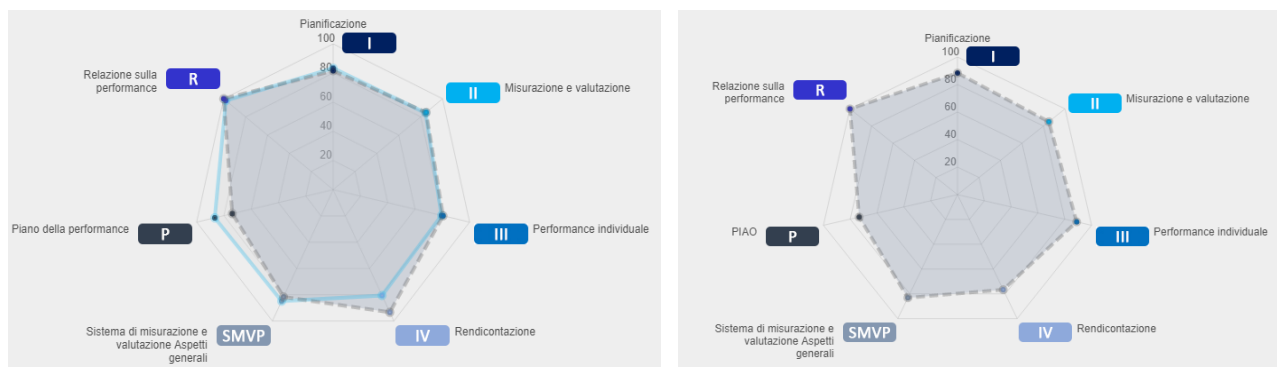 Pianificazione
100
I
80
60
40
20
Relazione sulla
performance
R
II
Misurazione e valutazione
Piano della performance
P
III
Performance individuale
Sistema di misurazione e
valutazione Aspetti
generali
SMVP
IV
Rendicontazione
Pianificazione
100
I
80
60
40
20
Relazione sulla
performance
R
II
Misurazione e valutazione
PIAO
P
III
Performance individuale
Sistema di misurazione e
valutazione Aspetti
generali
SMVP
IV
Rendicontazione